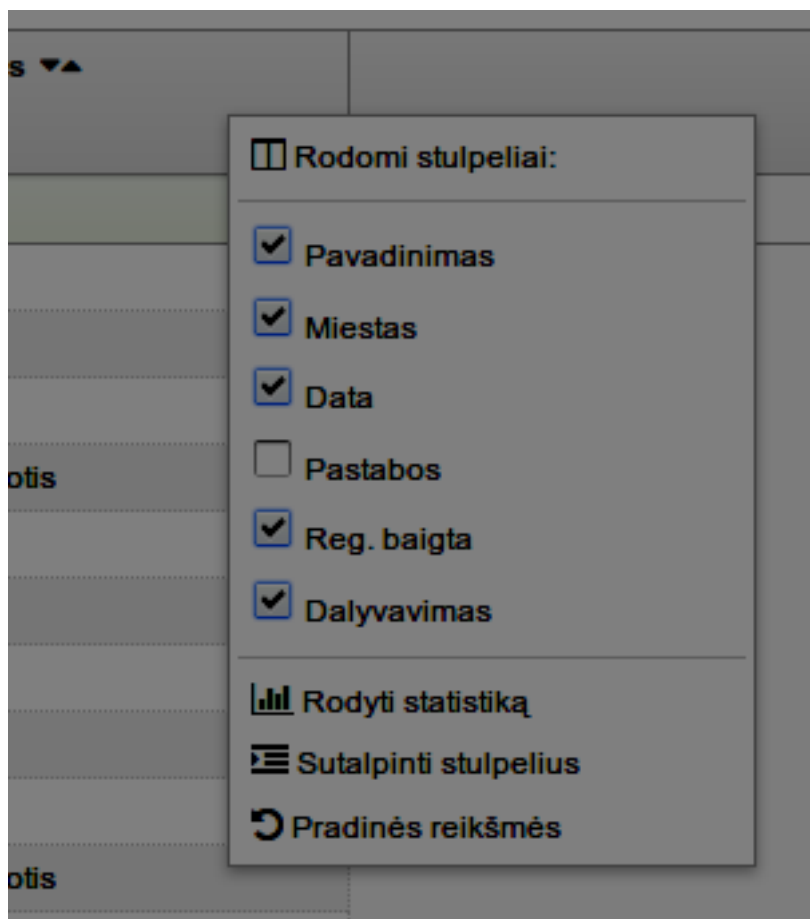 s
Rodomi stulpeliai:
Pavadinimas
Miestas
Data
Pastabos
otis
Reg. baigta
Dalyvavimas
Rodyti statistiką
Sutalpinti stulpelius
Pradinės reikšmės
otis